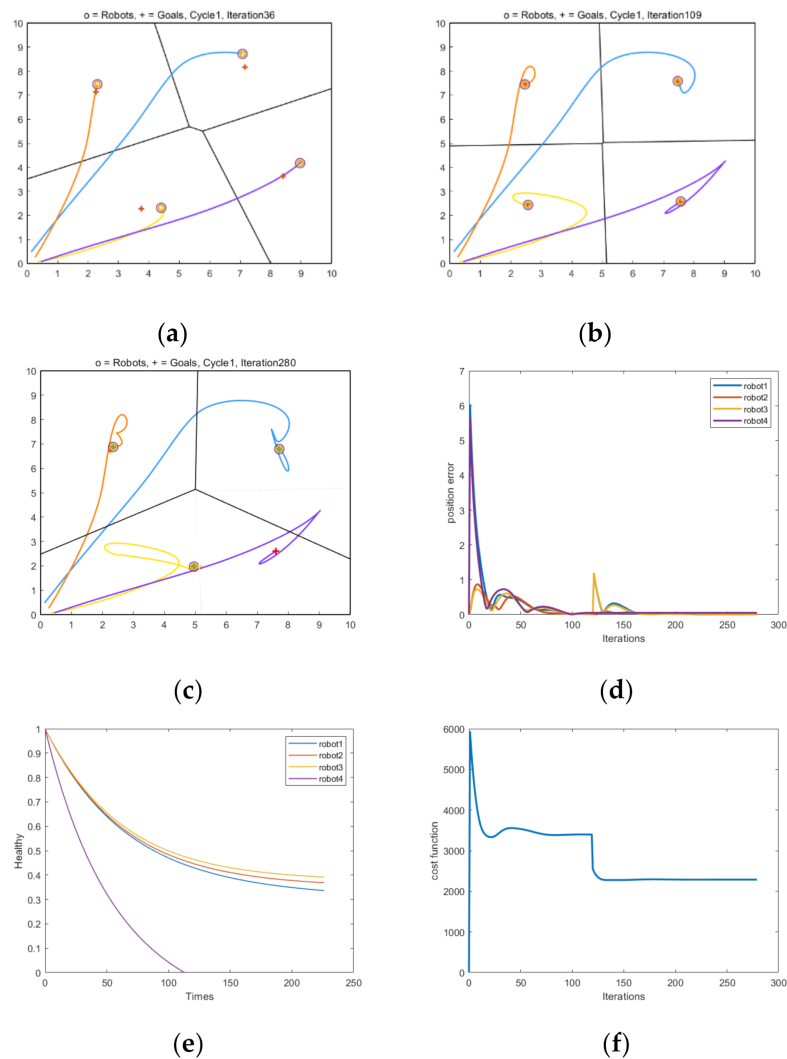 o = Robots, + = Goals, Cycle1, Iteration36
10
9
8
7
6
5
4
3
2
1
0
0 1 2 3 4 5 6 7 8 9 10
(a)
o = Robots, + = Goals, Cycle1, Iteration109
10
9
8
7
6
5
4
3
2
1
0
0 1 2 3 4 5 6 7 8 9 10
(b)
o = Robots, + = Goals, Cycle1, Iteration280
10
9
8
7
6
5
4
3
2
1
0
0 1 2 3 4 5 6 7 8 9 10
(c)
7
6
5
4
3
2
1
0
position error
robot1
robot2
robot3
robot4
0 50 100 150 200 250 300
Iterations
(d)
1
0.9
0.8
0.7
0.6
0.5
0.4
0.3
0.2
0.1
0
Healthy
robot1
robot2
robot3
robot4
0 50 100 150 200 250
Times
(e)
6000
5000
4000
3000
2000
1000
0
cost function
0 50 100 150 200 250 300
Iterations
(f)